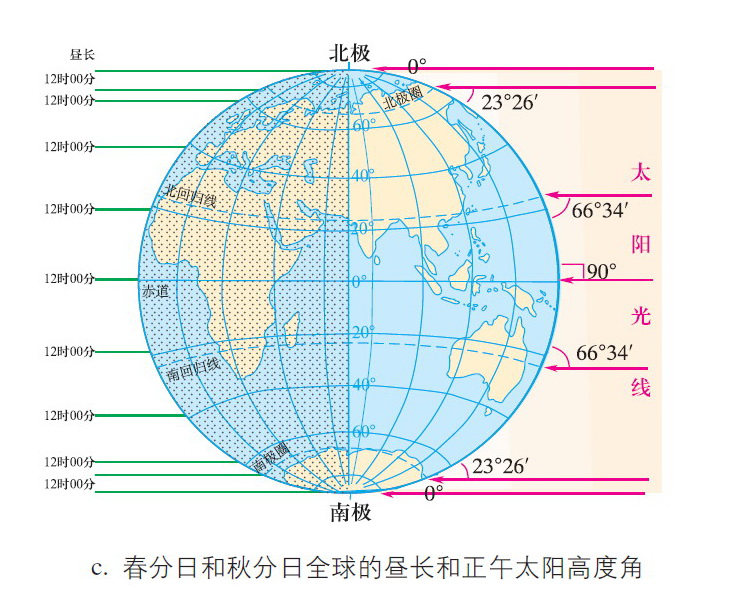 北极
昼长
0°
12时00分
北极圈
23°26′
12时00分
60°
12时00分
太
40°
北回归线
12时00分
66°34′
20°
阳
12时00分
0°
90°
赤道
光
20°
12时00分
66°34′
南回归线
线
40°
12时00分
60°
南极圈
12时00分
23°26′
12时00分
0°
南极
c. 春分日和秋分日全球的昼长和正午太阳高度角